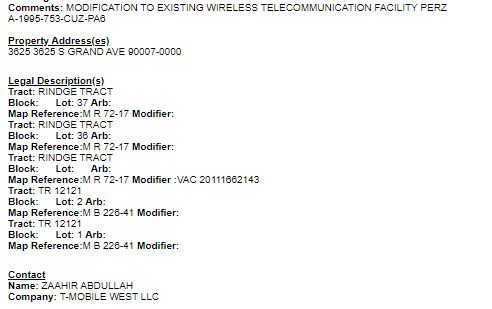 Comments: MODIFICATION TO EXISTING WIRELESS TELECOMMUNICATION FACILITY PERZ
A-1995-753-CUZ-PA6
Property Address(es)
3625 3625 S GRAND AVE 90007-0000
Legal Description(s)
Tract: RINDGE TRACT
Block: Lot: 37 Arb:
Map Reference:M R 72-17 Modifier:
Tract: RINDGE TRACT
Block: Lot: 36 Arb:
Map Reference:M R 72-17 Modifier:
Tract: RINDGE TRACT
Block: Lot: Arb:
Map Reference:M R 72-17 Modifier :VAC 20111662143
Tract: TR 12121
Block: Lot: 2 Arb:
Map Reference:M B 226-41 Modifier:
Tract: TR 12121
Block: Lot: 1 Arb:
Map Reference:M B 226-41 Modifier:
Contact
Name: ZAAHIR ABDULLAH
Company: T-MOBILE WEST LLC